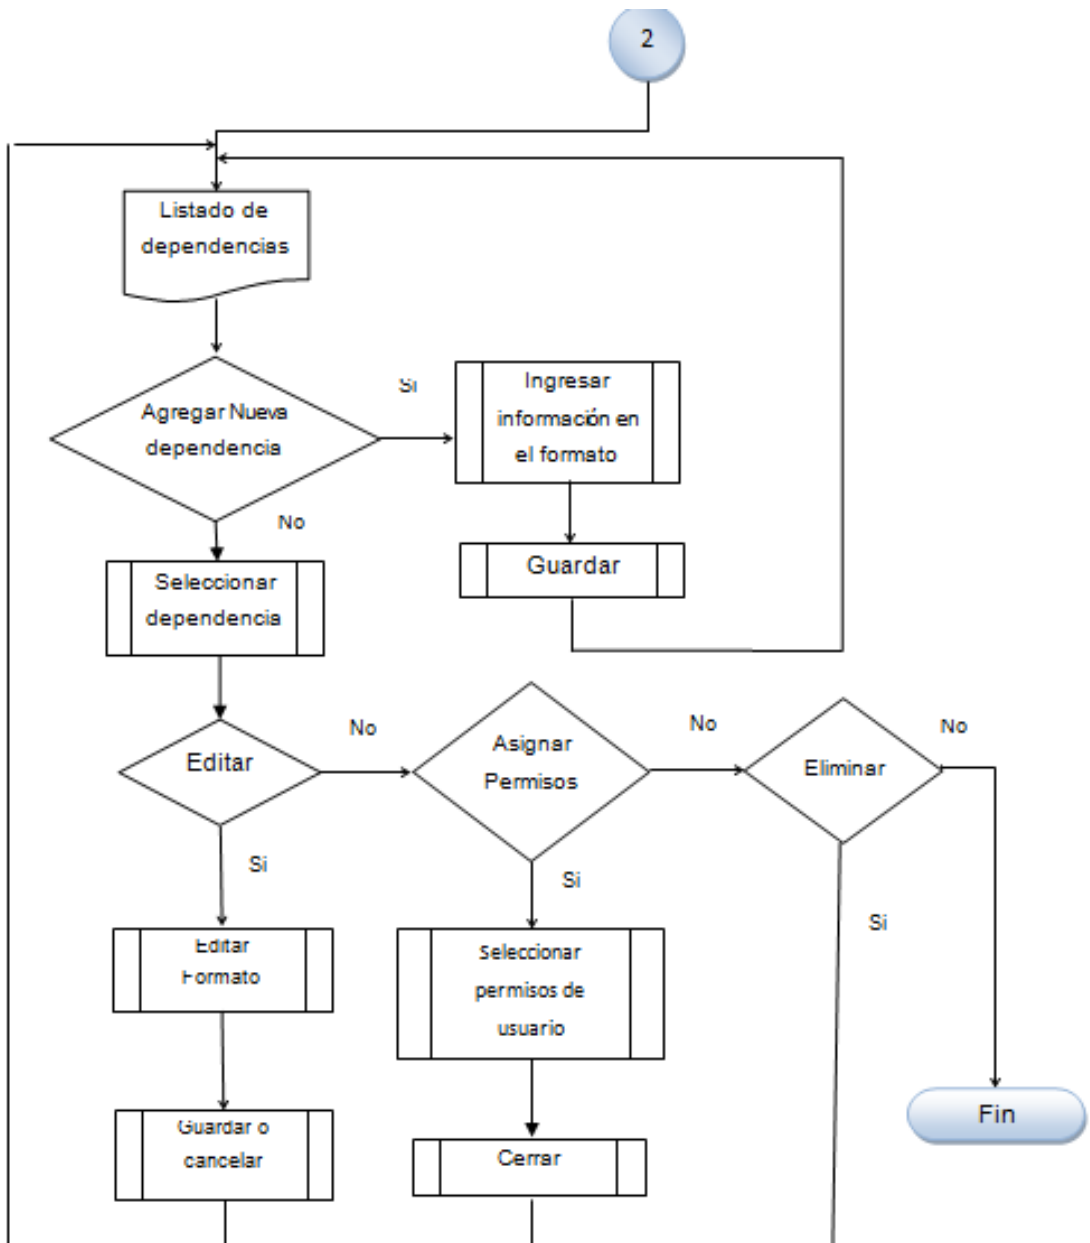 2
Listado de
dependencias
Agregar Nueva
dependencia
Si
Ingresar
información en
el formato
No
Guardar
Seleccionar
dependencia
Editar
No
Asignar
Permisos
No
Eliminar
No
Si
Si
Si
Editar
Formato
Seleccionar
permisos de
usuario
Fin
Guardar o
cancelar
Cerrar